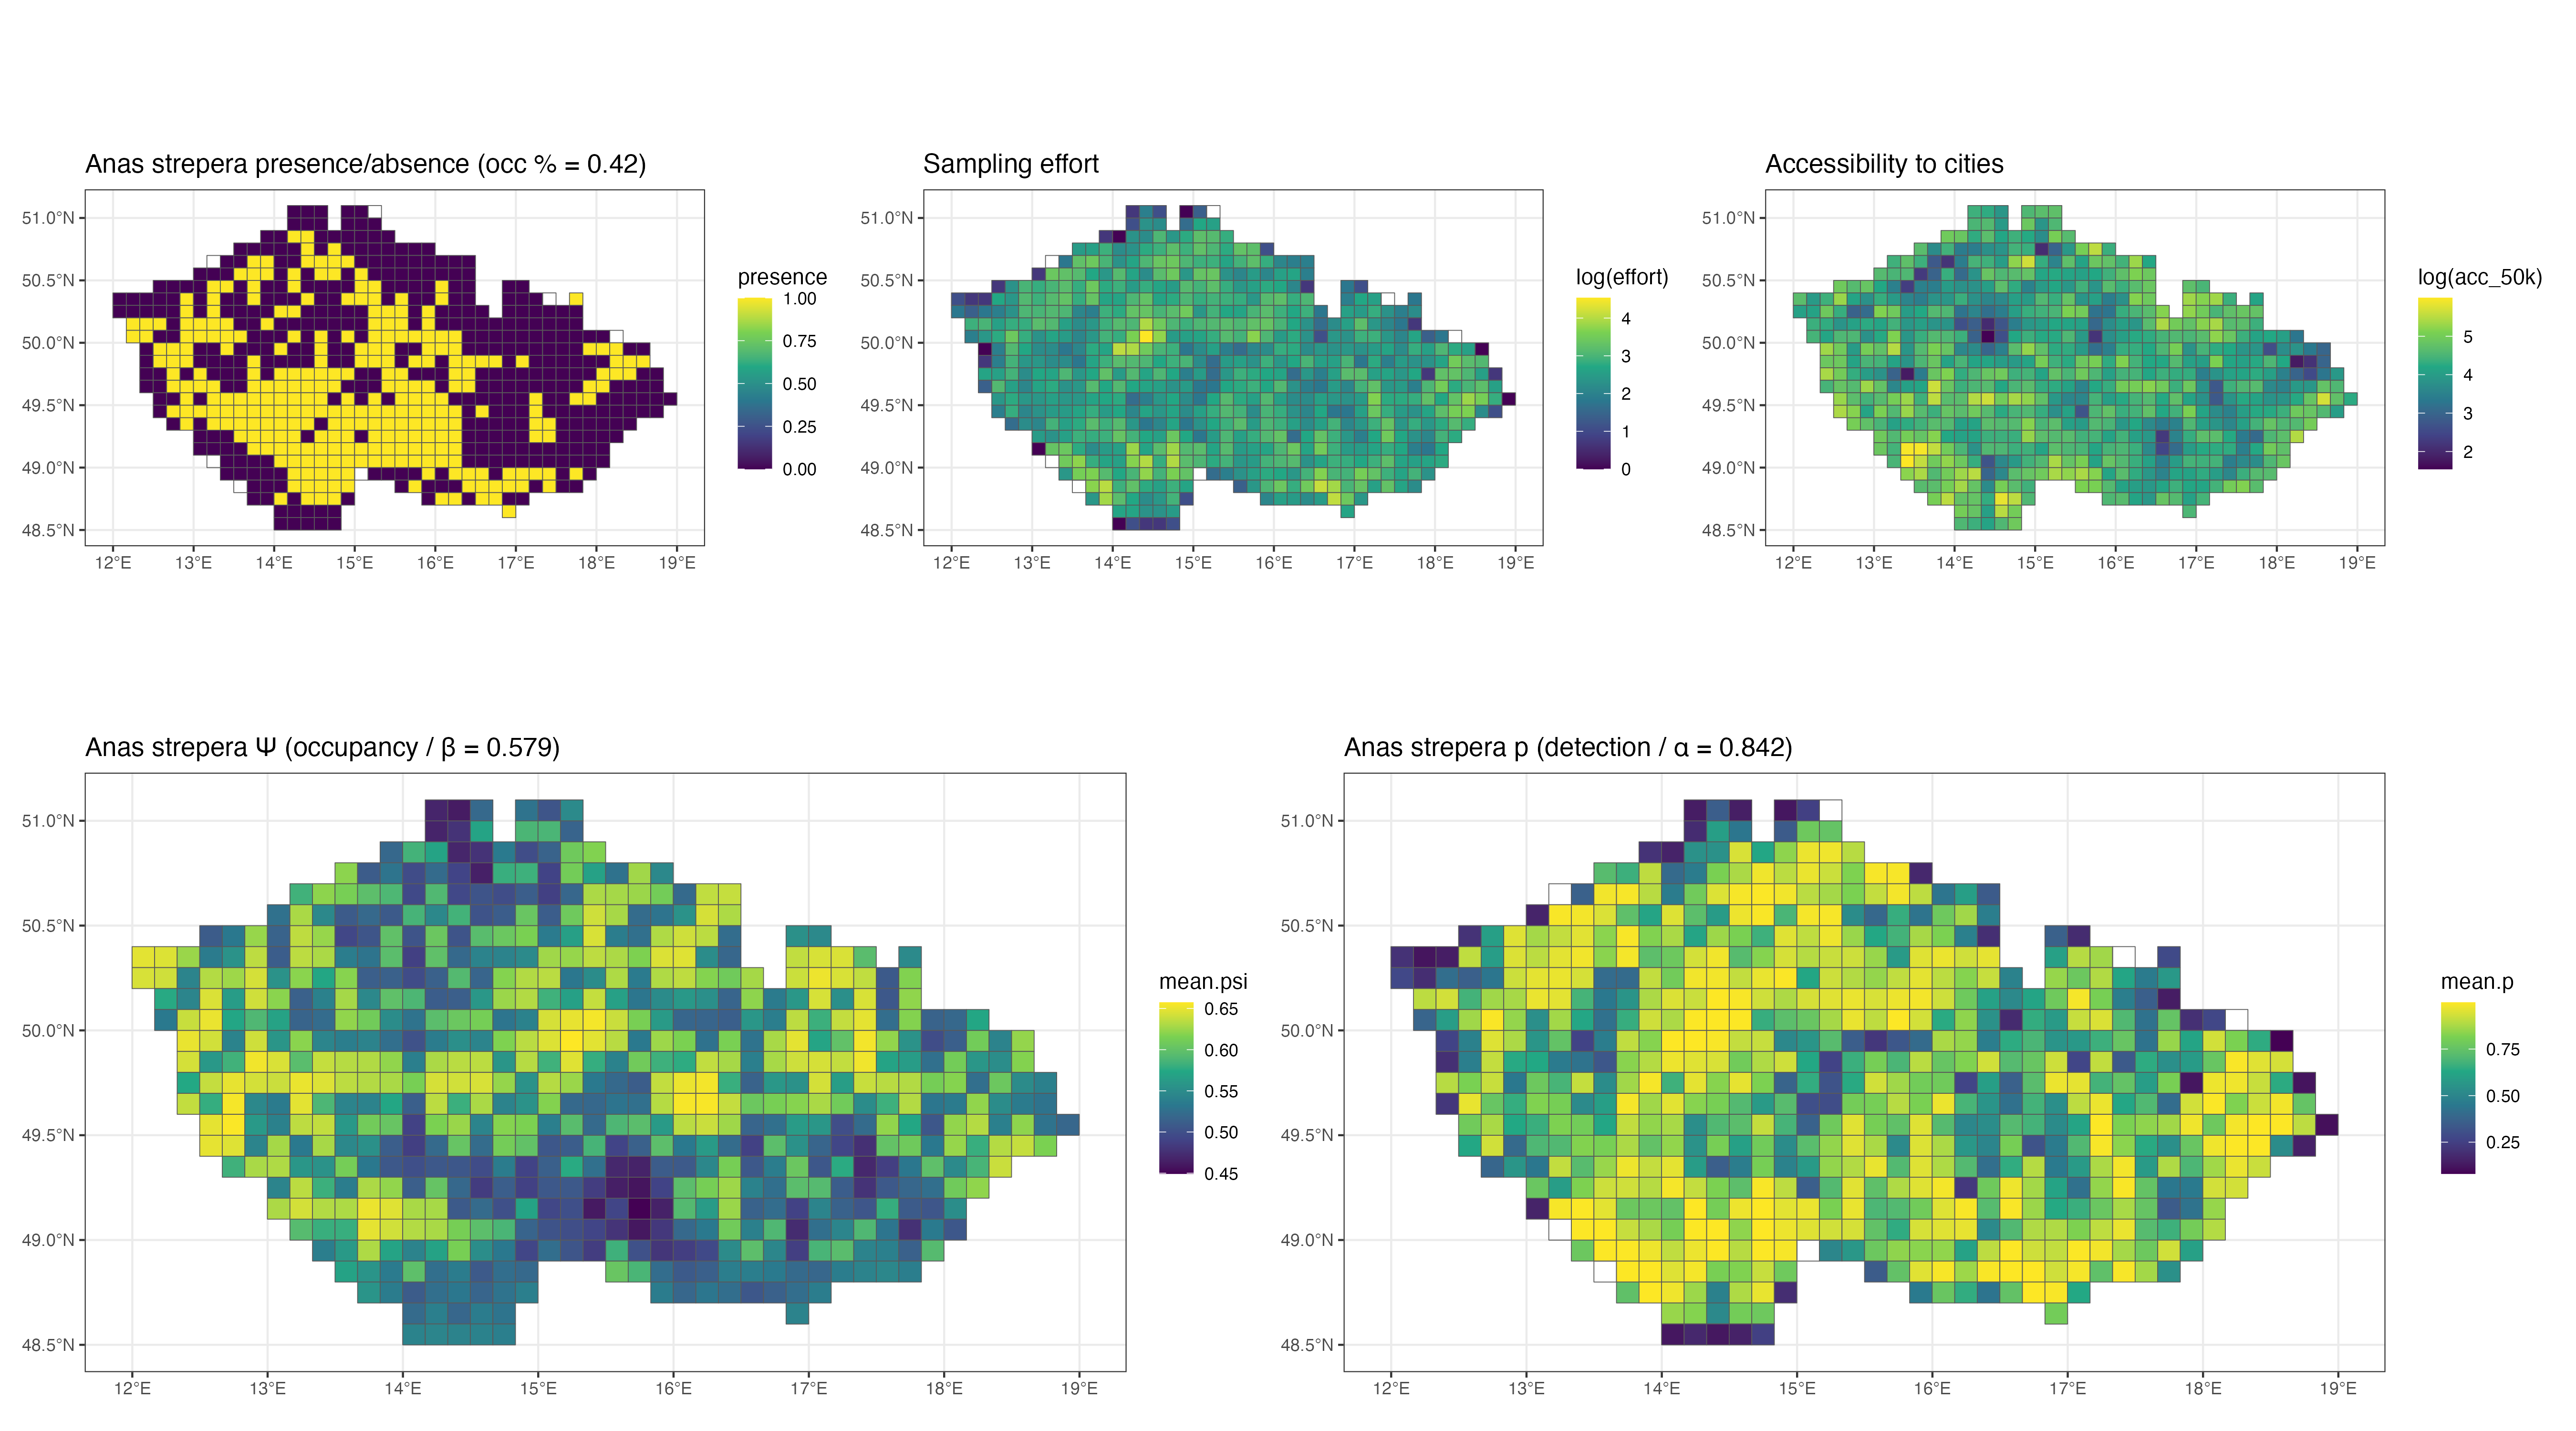 Anas strepera presence/absence (occ % = 0.42)
51.0°N
50.5°N
50.0°N
49.5°N
49.0°N
48.5°N
12°E 13°E 14°E 15°E 16°E 17°E 18°E 19°E
presence
1.00
0.75
0.50
0.25
0.00
Sampling effort
51.0°N
50.5°N
50.0°N
49.5°N
49.0°N
48.5°N
12°E 13°E 14°E 15°E 16°E 17°E 18°E 19°E
log(effort)
4
3
2
1
0
Accessibility to cities
51.0°N
50.5°N
50.0°N
49.5°N
49.0°N
48.5°N
12°E 13°E 14°E 15°E 16°E 17°E 18°E 19°E
log(acc_50k)
5
4
3
2
Anas strepera Ψ (occupancy / β = 0.579)
51.0°N
50.5°N
50.0°N
49.5°N
49.0°N
48.5°N
12°E 13°E 14°E 15°E 16°E 17°E 18°E 19°E
mean.psi
0.65
0.60
0.55
0.50
0.45
Anas strepera p (detection / α = 0.842)
51.0°N
50.5°N
50.0°N
49.5°N
49.0°N
48.5°N
12°E 13°E 14°E 15°E 16°E 17°E 18°E 19°E
mean.p
0.75
0.50
0.25